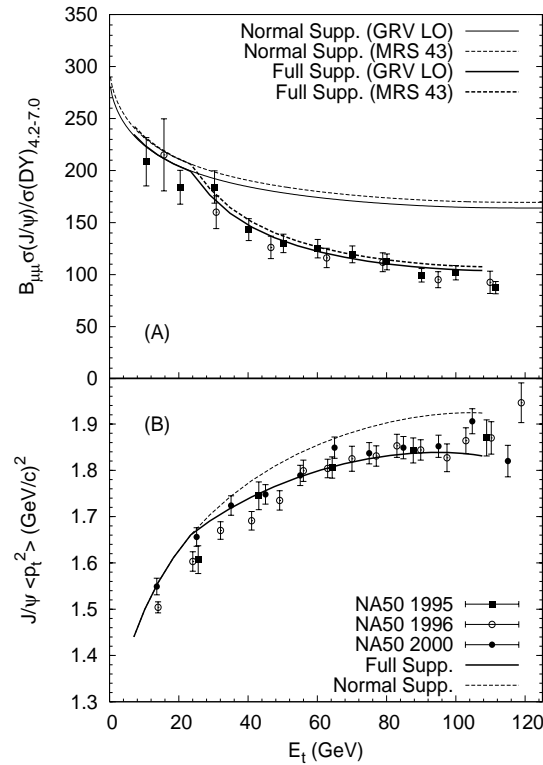 Normal Supp. (GRV LO)
Normal Supp. (MRS 43)
Full Supp. (GRV LO)
Full Supp. (MRS 43)
350
300
250
200
150
100
50
0
B_μμσ(J/ψ)/σ(DY)_4.2-7.0
(A)
(B)
1.9
1.8
1.7
1.6
1.5
1.4
1.3
J/ψ <p_t^2> (GeV/c)^2
NA50 1995
NA50 1996
NA50 2000
Full Supp.
Normal Supp.
0 20 40 60 80 100 120
E_t (GeV)